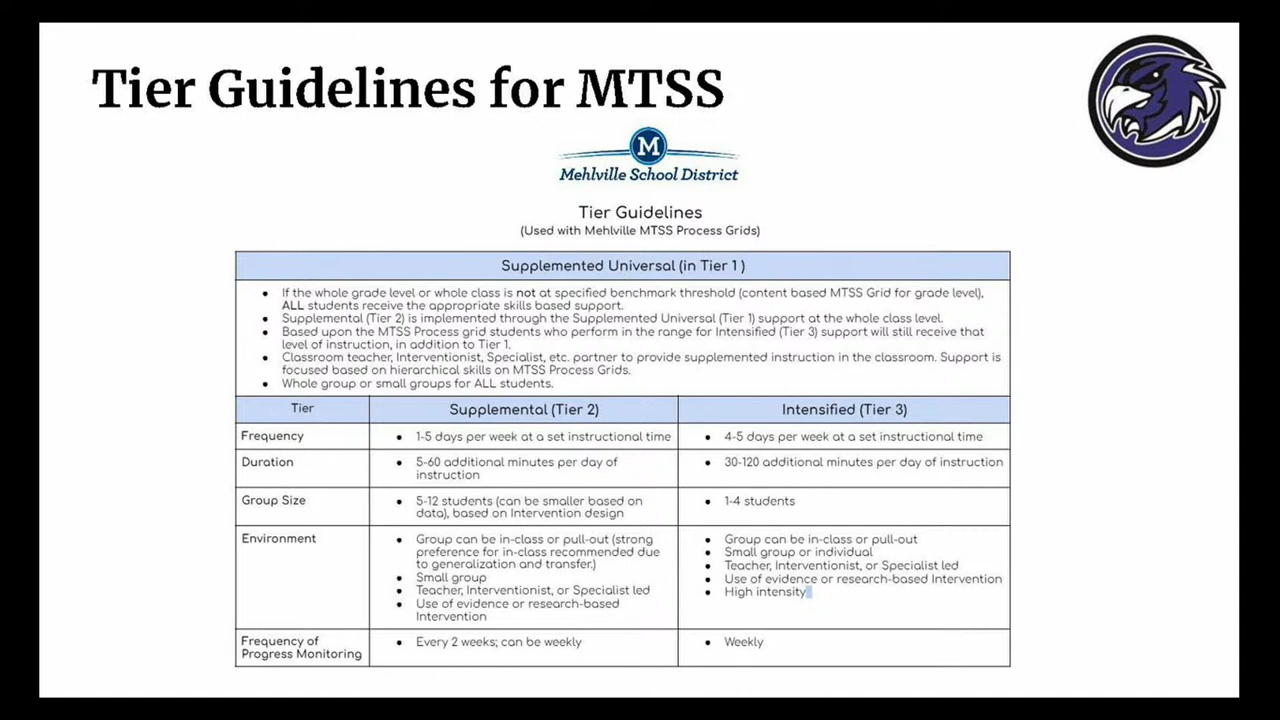 Tier Guidelines for MTSS
M
Mehlville School District
Tier Guidelines
(Used with Mehlville MTSS Process Grids)
Supplemented Universal (in Tier 1 )
• If the whole grade level or whole class is not at specified benchmark threshold (content based MTSS Grid for grade level),
ALL students receive the appropriate skills based support.
• Supplemental (Tier 2) is implemented through the Supplemented Universal (Tier 1) support at the whole class level.
• Based upon the MTSS Process grid students who perform in the range for Intensified (Tier 3) support will still receive that
level of instruction, in addition to Tier 1.
• Classroom teacher, Interventionist, Specialist, etc. partner to provide supplemented instruction in the classroom. Support is
focused based on hierarchical skills on MTSS Process Grids.
• Whole group or small groups for ALL students.
Tier
Supplemental (Tier 2)
Intensified (Tier 3)
Frequency
• 1-5 days per week at a set instructional time
• 4-5 days per week at a set instructional time
Duration
• 5-60 additional minutes per day of
instruction
• 30-120 additional minutes per day of instruction
Group Size
• 5-12 students (can be smaller based on
data), based on Intervention design
• 1-4 students
Environment
• Group can be in-class or pull-out (strong
preference for in-class recommended due
to generalization and transfer.)
• Small group
• Teacher, Interventionist, or Specialist led
• Use of evidence or research-based
Intervention
• Group can be in-class or pull-out
• Small group or individual
• Teacher, Interventionist, or Specialist led
• Use of evidence or research-based Intervention
• High intensity
Frequency of
Progress Monitoring
• Every 2 weeks; can be weekly
• Weekly